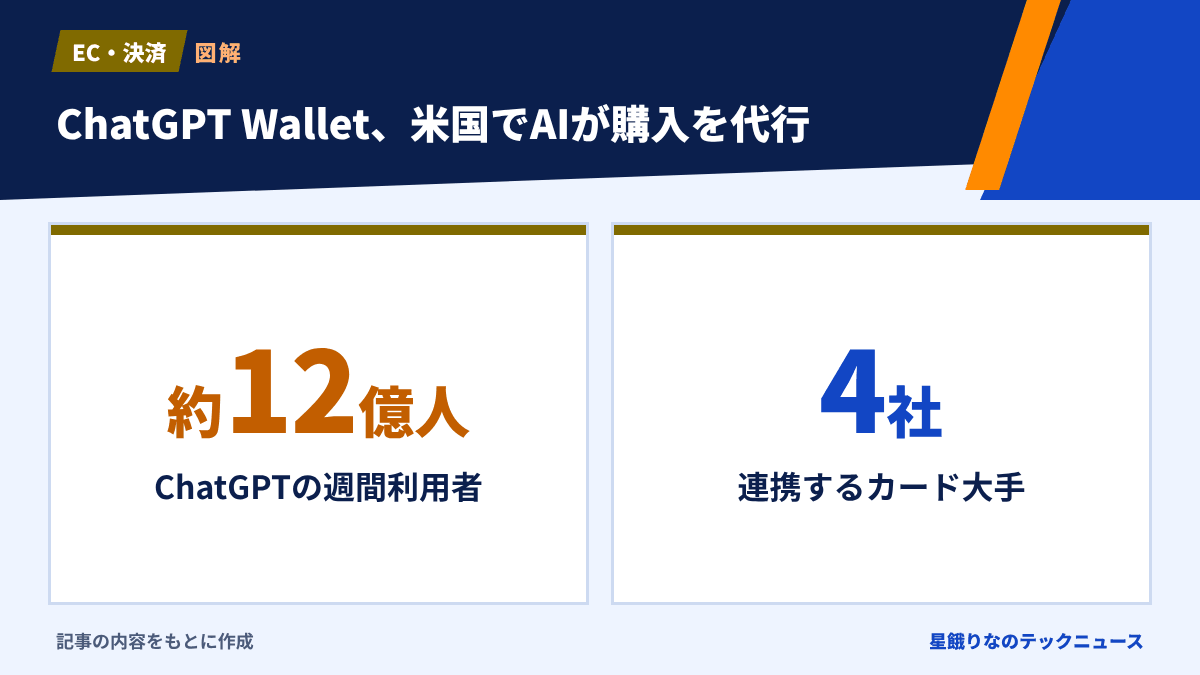 EC・決済 図解
ChatGPT Wallet、米国でAIが購入を代行
約12億人
ChatGPTの週間利用者
4社
連携するカード大手
記事の内容をもとに作成
星餓りなのテックニュース